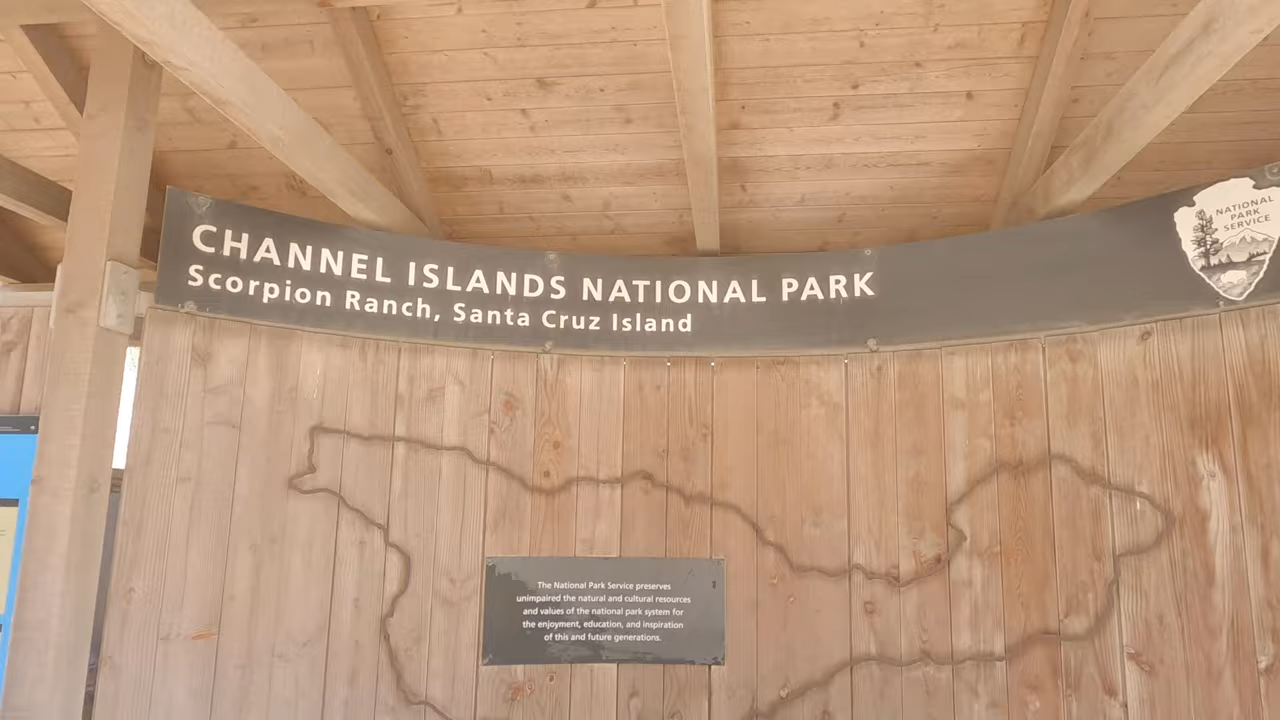 CHANNEL ISLANDS NATIONAL PARK
Scorpion Ranch, Santa Cruz Island
NATIONAL
PARK
SERVICE
The National Park Service preserves
unimpaired the natural and cultural resources
and values of the national park system for
the enjoyment, education, and inspiration
of this and future generations.